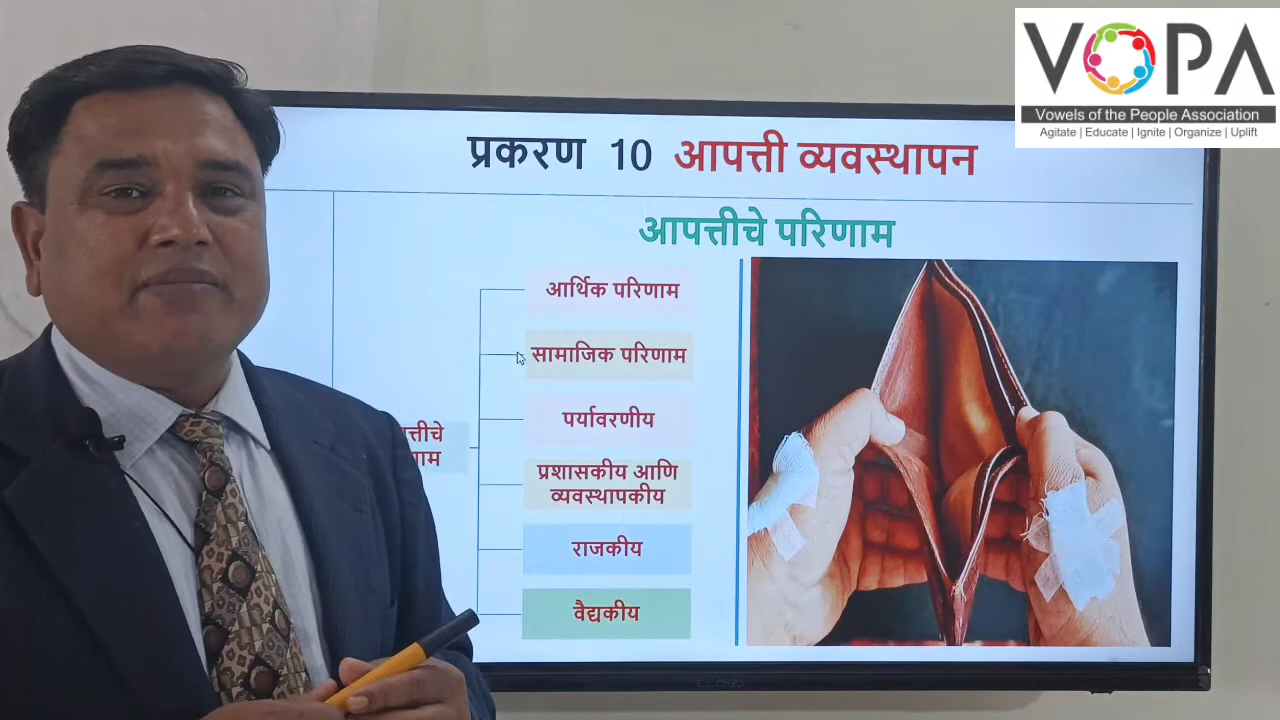 VOPA
Vowels of the People Association
Agitate | Educate | Ignite | Organize | Uplift
प्रकरण 10 आपत्ती व्यवस्थापन
आपत्तीचे परिणाम
आर्थिक परिणाम
सामाजिक परिणाम
पर्यावरणीय
प्रशासकीय आणि
व्यवस्थापकीय
राजकीय
वैद्यकीय